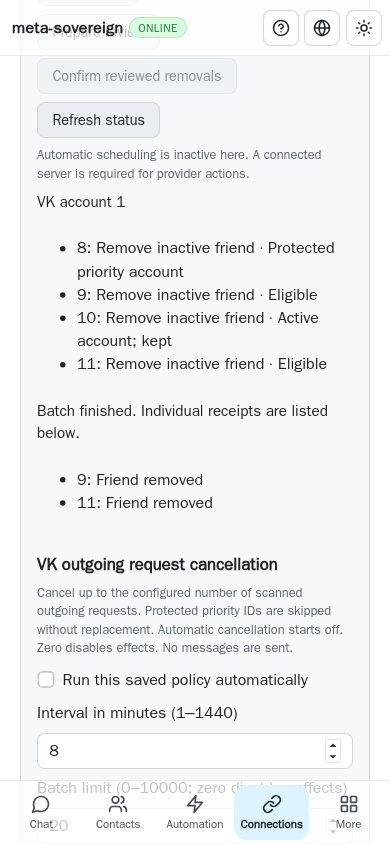 meta-sovereign
ONLINE
Confirm reviewed removals
Refresh status
Automatic scheduling is inactive here. A connected
server is required for provider actions.
VK account 1
8: Remove inactive friend · Protected
priority account
9: Remove inactive friend · Eligible
10: Remove inactive friend · Active
account; kept
11: Remove inactive friend · Eligible
Batch finished. Individual receipts are listed
below.
9: Friend removed
11: Friend removed
VK outgoing request cancellation
Cancel up to the configured number of scanned
outgoing requests. Protected priority IDs are skipped
without replacement. Automatic cancellation starts off.
Zero disables effects. No messages are sent.
Run this saved policy automatically
Interval in minutes (1–1440)
8
Batch limit (0–10000; zero disables effects)
20
Chat
Contacts
Automation
Connections
More